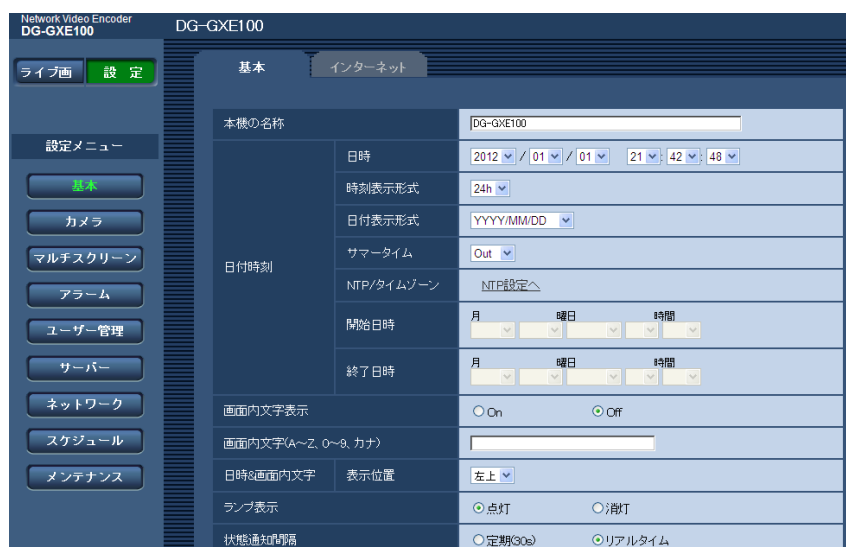 Network Video Encoder
DG-GXE100
DG-GXE100
ライブ画 設 定
基本 インターネット
設定メニュー
基本
カメラ
マルチスクリーン
アラーム
ユーザー管理
サーバー
ネットワーク
スケジュール
メンテナンス
本機の名称 DG-GXE100
日付時刻
日時 2012 / 01 / 01 21 : 42 : 48
時刻表示形式 24h
日付表示形式 YYYY/MM/DD
サマータイム Out
NTP/タイムゾーン NTP設定へ
開始日時 月 曜日 時間
終了日時 月 曜日 時間
画面内文字表示 On Off
画面内文字(A～Z、0～9、カナ)
日時&画面内文字 表示位置 左上
ランプ表示 点灯 消灯
状態通知間隔 定期(30s) リアルタイム